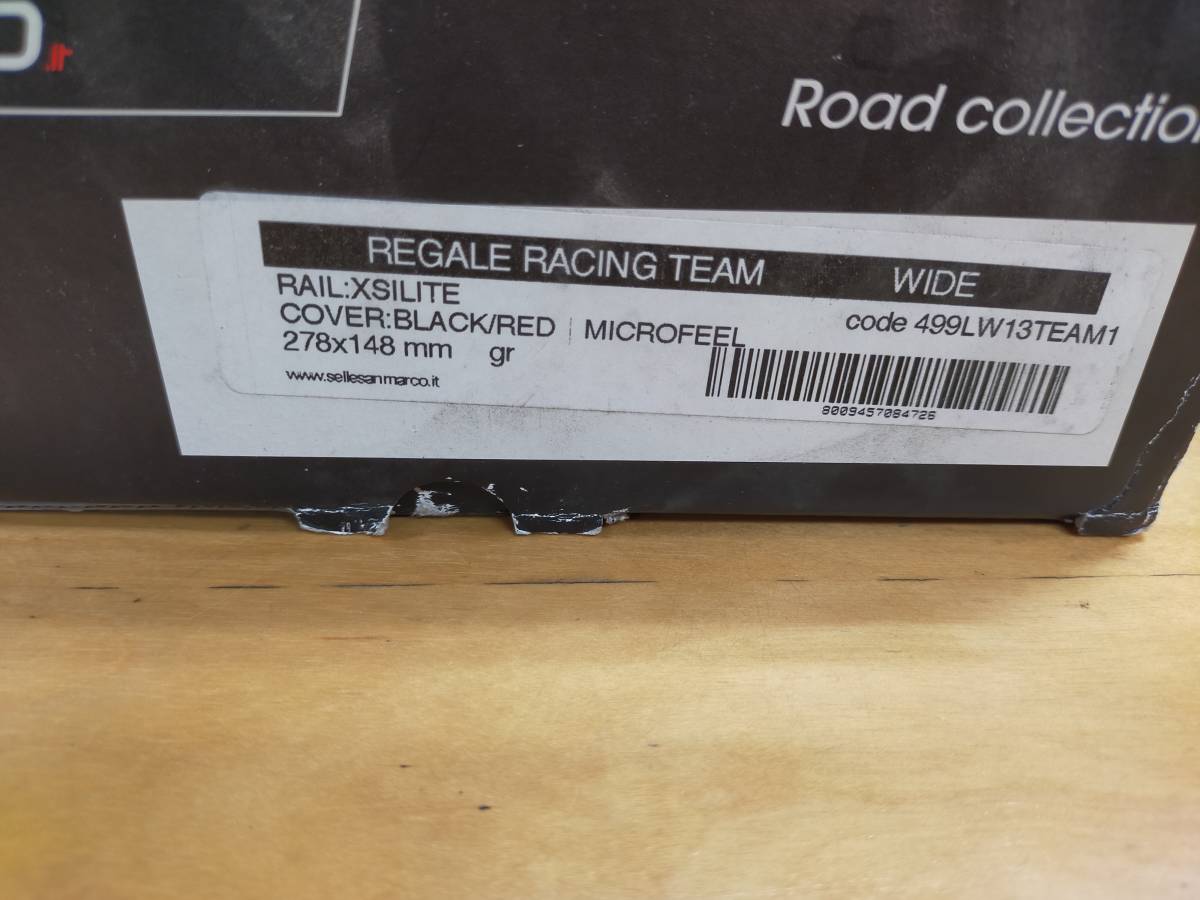 .it
Road collectio
REGALE RACING TEAM WIDE
RAIL:XSILITE
COVER:BLACK/RED | MICROFEEL code 499LW13TEAM1
278x148 mm gr
www.sellesanmarco.it
8009457084726